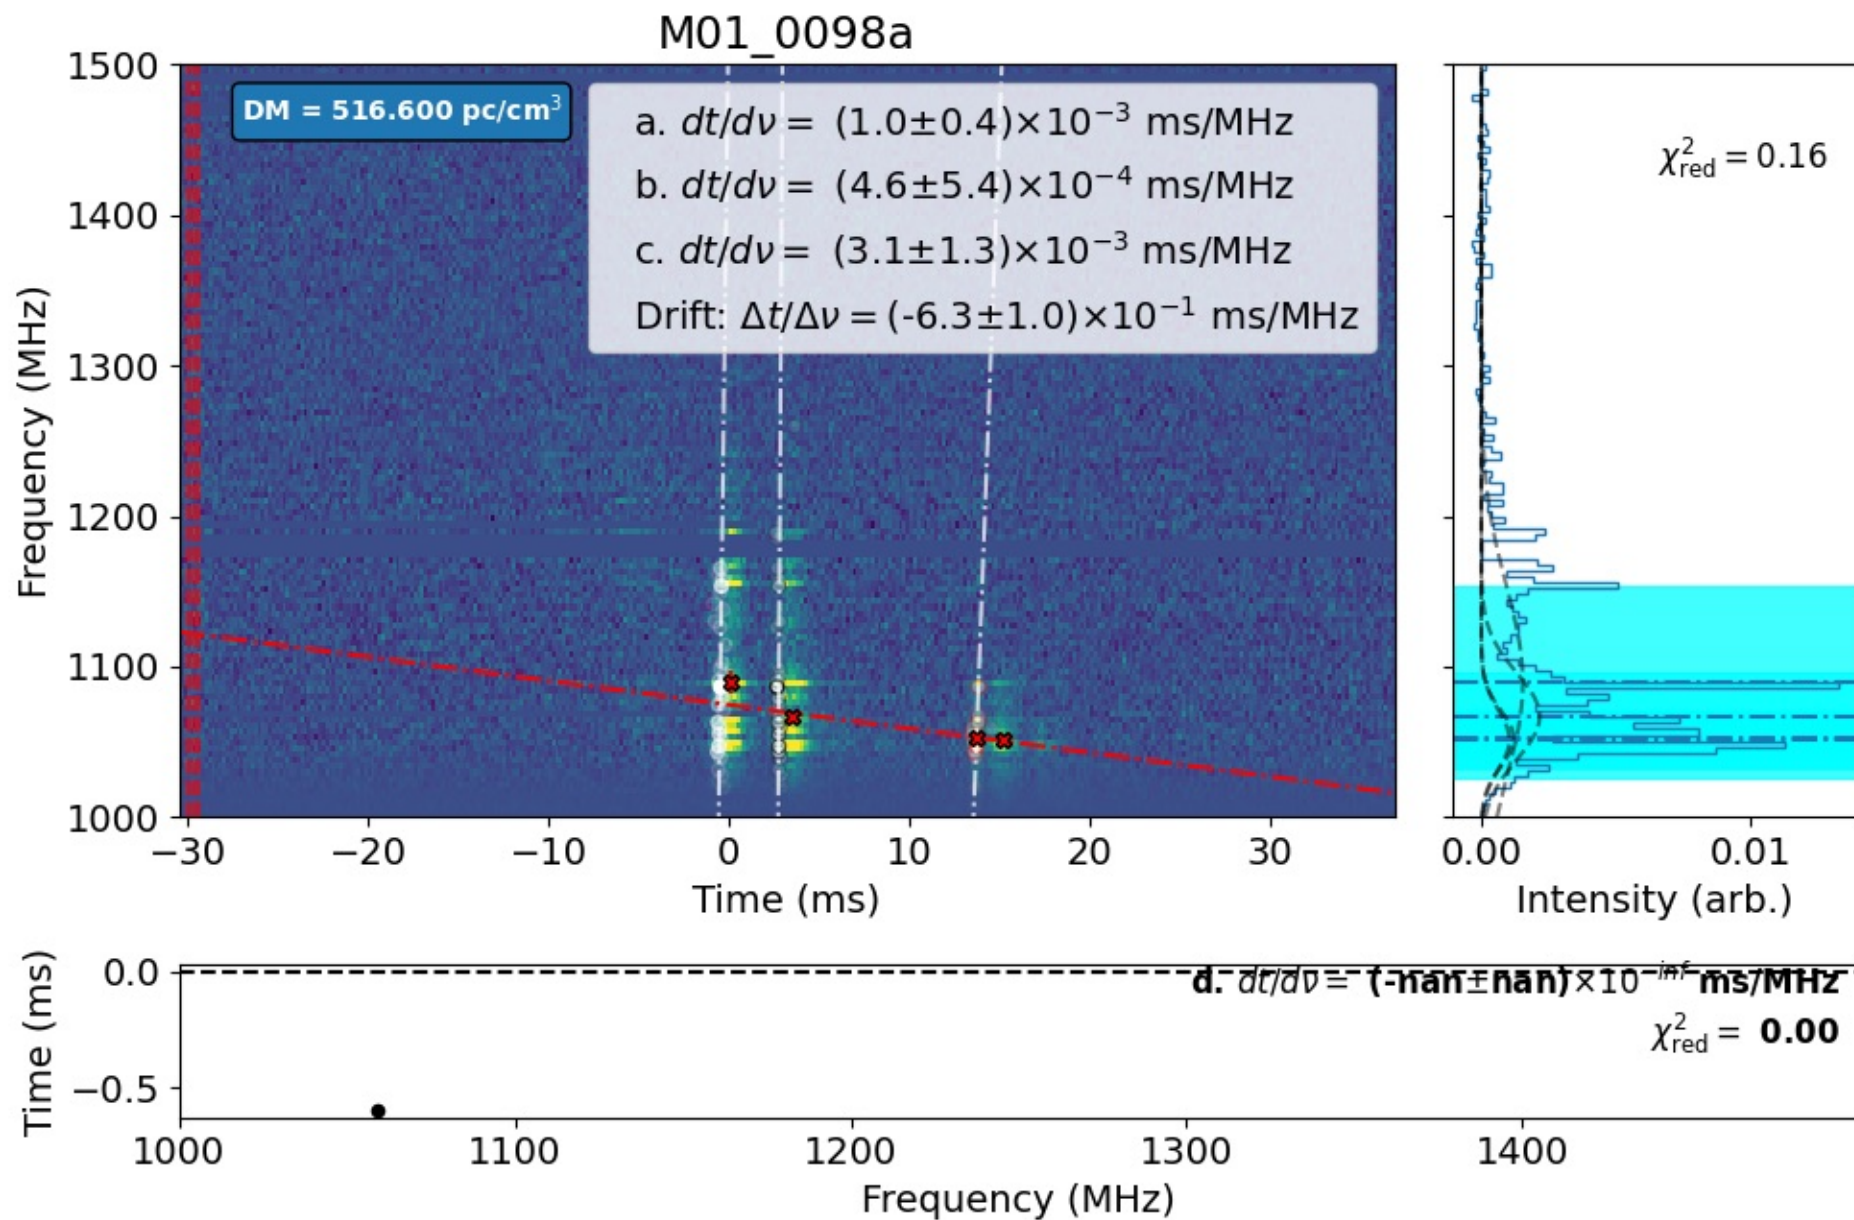 M01_0098a
DM = 516.600 pc/cm³
a. dt/dν = (1.0±0.4)×10⁻³ ms/MHz
b. dt/dν = (4.6±5.4)×10⁻⁴ ms/MHz
c. dt/dν = (3.1±1.3)×10⁻³ ms/MHz
Drift: Δt/Δν = (-6.3±1.0)×10⁻¹ ms/MHz
1500
1400
1300
1200
1100
1000
Frequency (MHz)
−30 −20 −10 0 10 20 30
Time (ms)
χ²red = 0.16
0.00 0.01
Intensity (arb.)
0.0
−0.5
Time (ms)
d. dt/dν = (-nan±nan)×10⁻ⁱⁿᶠ ms/MHz
χ²red = 0.00
1000 1100 1200 1300 1400
Frequency (MHz)